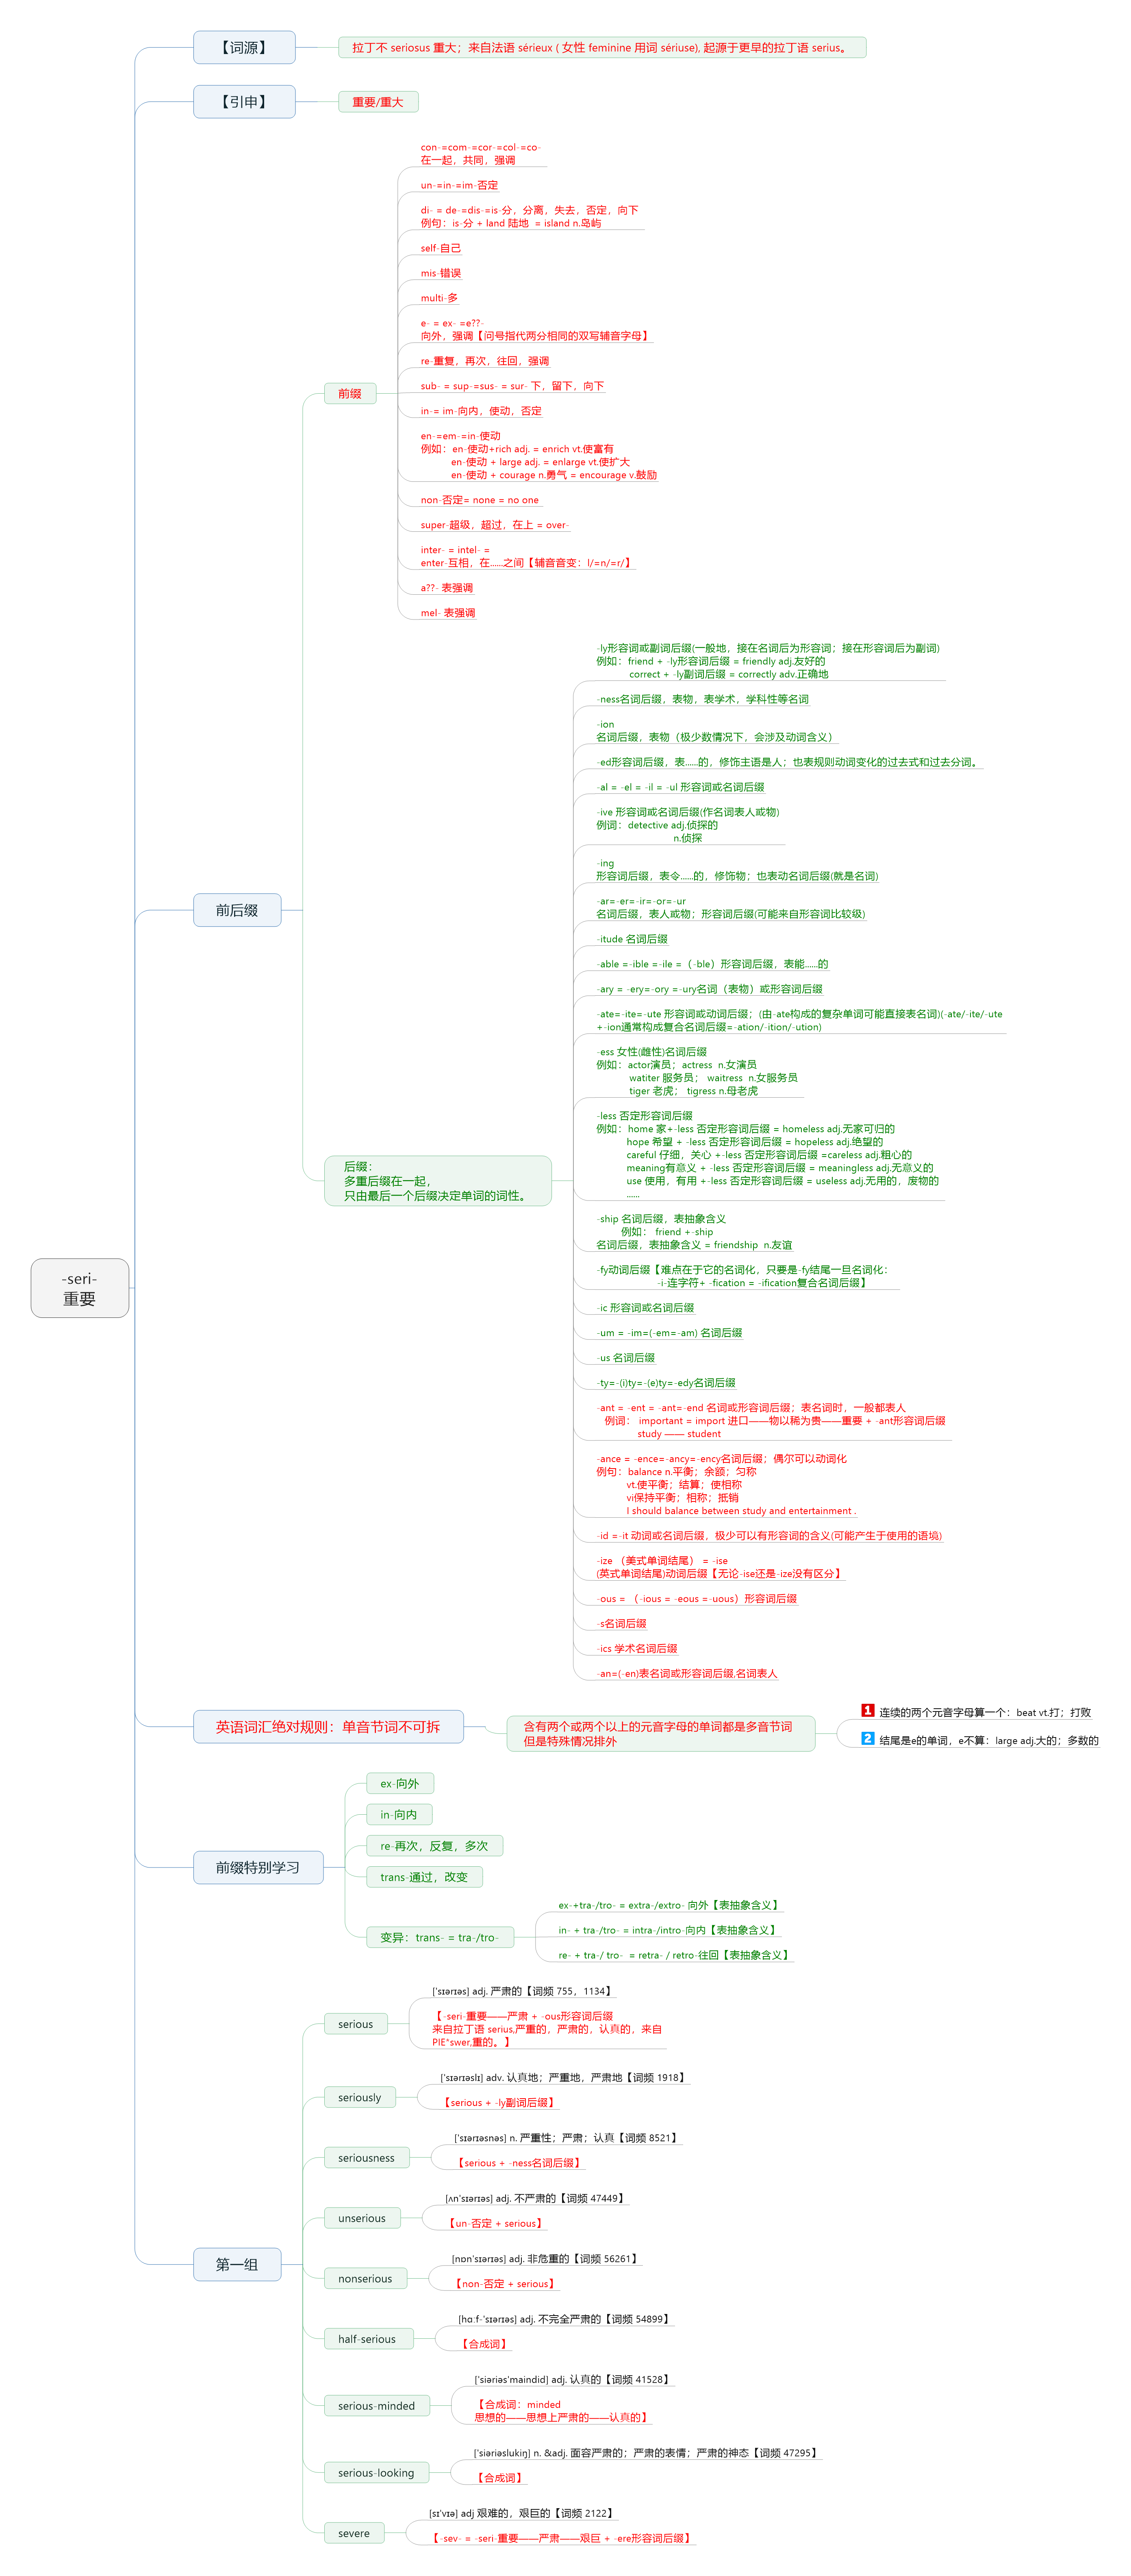 -seri-
重要
【词源】
拉丁不 seriosus 重大；来自法语 sérieux ( 女性 feminine 用词 sériuse), 起源于更早的拉丁语 serius。
【引申】
重要/重大
前后缀
前缀
con-=com-=cor-=col-=co-
在一起，共同，强调
un-=in-=im-否定
di- = de-=dis-=is-分，分离，失去，否定，向下
例句：is-分 + land 陆地 = island n.岛屿
self-自己
mis-错误
multi-多
e- = ex- =e??-
向外，强调【问号指代两分相同的双写辅音字母】
re-重复，再次，往回，强调
sub- = sup-=sus- = sur- 下，留下，向下
in-= im-向内，使动，否定
en-=em-=in-使动
例如：en-使动+rich adj. = enrich vt.使富有
en-使动 + large adj. = enlarge vt.使扩大
en-使动 + courage n.勇气 = encourage v.鼓励
non-否定= none = no one
super-超级，超过，在上 = over-
inter- = intel- =
enter-互相，在......之间【辅音音变：l/=n/=r/】
a??- 表强调
mel- 表强调
后缀：
多重后缀在一起，
只由最后一个后缀决定单词的词性。
-ly形容词或副词后缀(一般地，接在名词后为形容词；接在形容词后为副词)
例如：friend + -ly形容词后缀 = friendly adj.友好的
correct + -ly副词后缀 = correctly adv.正确地
-ness名词后缀，表物，表学术，学科性等名词
-ion
名词后缀，表物（极少数情况下，会涉及动词含义）
-ed形容词后缀，表......的，修饰主语是人；也表规则动词变化的过去式和过去分词。
-al = -el = -il = -ul 形容词或名词后缀
-ive 形容词或名词后缀(作名词表人或物)
例词：detective adj.侦探的
n.侦探
-ing
形容词后缀，表令......的，修饰物；也表动名词后缀(就是名词)
-ar=-er=-ir=-or=-ur
名词后缀，表人或物；形容词后缀(可能来自形容词比较级)
-itude 名词后缀
-able =-ible =-ile =（-ble）形容词后缀，表能......的
-ary = -ery=-ory =-ury名词（表物）或形容词后缀
-ate=-ite=-ute 形容词或动词后缀；(由-ate构成的复杂单词可能直接表名词)(-ate/-ite/-ute
+-ion通常构成复合名词后缀=-ation/-ition/-ution)
-ess 女性(雌性)名词后缀
例如：actor演员；actress n.女演员
watiter 服务员； waitress n.女服务员
tiger 老虎； tigress n.母老虎
-less 否定形容词后缀
例如：home 家+-less 否定形容词后缀 = homeless adj.无家可归的
hope 希望 + -less 否定形容词后缀 = hopeless adj.绝望的
careful 仔细，关心 +-less 否定形容词后缀 =careless adj.粗心的
meaning有意义 + -less 否定形容词后缀 = meaningless adj.无意义的
use 使用，有用 +-less 否定形容词后缀 = useless adj.无用的，废物的
......
-ship 名词后缀，表抽象含义
例如： friend +-ship
名词后缀，表抽象含义 = friendship n.友谊
-fy动词后缀【难点在于它的名词化，只要是-fy结尾一旦名词化：
-i-连字符+ -fication = -ification复合名词后缀】
-ic 形容词或名词后缀
-um = -im=(-em=-am) 名词后缀
-us 名词后缀
-ty=-(i)ty=-(e)ty=-edy名词后缀
-ant = -ent = -ant=-end 名词或形容词后缀；表名词时，一般都表人
例词： important = import 进口——物以稀为贵——重要 + -ant形容词后缀
study —— student
-ance = -ence=-ancy=-ency名词后缀；偶尔可以动词化
例句：balance n.平衡；余额；匀称
vt.使平衡；结算；使相称
vi保持平衡；相称；抵销
I should balance between study and entertainment .
-id =-it 动词或名词后缀，极少可以有形容词的含义(可能产生于使用的语境)
-ize （美式单词结尾） = -ise
(英式单词结尾)动词后缀【无论-ise还是-ize没有区分】
-ous = （-ious = -eous =-uous）形容词后缀
-s名词后缀
-ics 学术名词后缀
-an=(-en)表名词或形容词后缀,名词表人
英语词汇绝对规则：单音节词不可拆
含有两个或两个以上的元音字母的单词都是多音节词
但是特殊情况排外
1 连续的两个元音字母算一个：beat vt.打；打败
2 结尾是e的单词，e不算：large adj.大的；多数的
前缀特别学习
ex-向外
in-向内
re-再次，反复，多次
trans-通过，改变
变异：trans- = tra-/tro-
ex-+tra-/tro- = extra-/extro- 向外【表抽象含义】
in- + tra-/tro- = intra-/intro-向内【表抽象含义】
re- + tra-/ tro- = retra- / retro-往回【表抽象含义】
第一组
serious
['sɪərɪəs] adj. 严肃的【词频 755，1134】
【 -seri-重要——严肃 + -ous形容词后缀
来自拉丁语 serius,严重的，严肃的，认真的，来自
PIE*swer,重的。】
seriously
['sɪərɪəslɪ] adv. 认真地；严重地，严肃地【词频 1918】
【serious + -ly副词后缀】
seriousness
['sɪərɪəsnəs] n. 严重性；严肃；认真【词频 8521】
【serious + -ness名词后缀】
unserious
[ʌn'sɪərɪəs] adj. 不严肃的【词频 47449】
【un-否定 + serious】
nonserious
[nɒn'sɪərɪəs] adj. 非危重的【词频 56261】
【non-否定 + serious】
half-serious
[hɑːf-'sɪərɪəs] adj. 不完全严肃的【词频 54899】
【合成词】
serious-minded
['siəriəs'maindid] adj. 认真的【词频 41528】
【合成词：minded
思想的——思想上严肃的——认真的】
serious-looking
['siəriəslukiŋ] n. &adj. 面容严肃的；严肃的表情；严肃的神态【词频 47295】
【合成词】
severe
[sɪ'vɪə] adj 艰难的，艰巨的【词频 2122】
【 -sev- = -seri-重要——严肃——艰巨 + -ere形容词后缀】